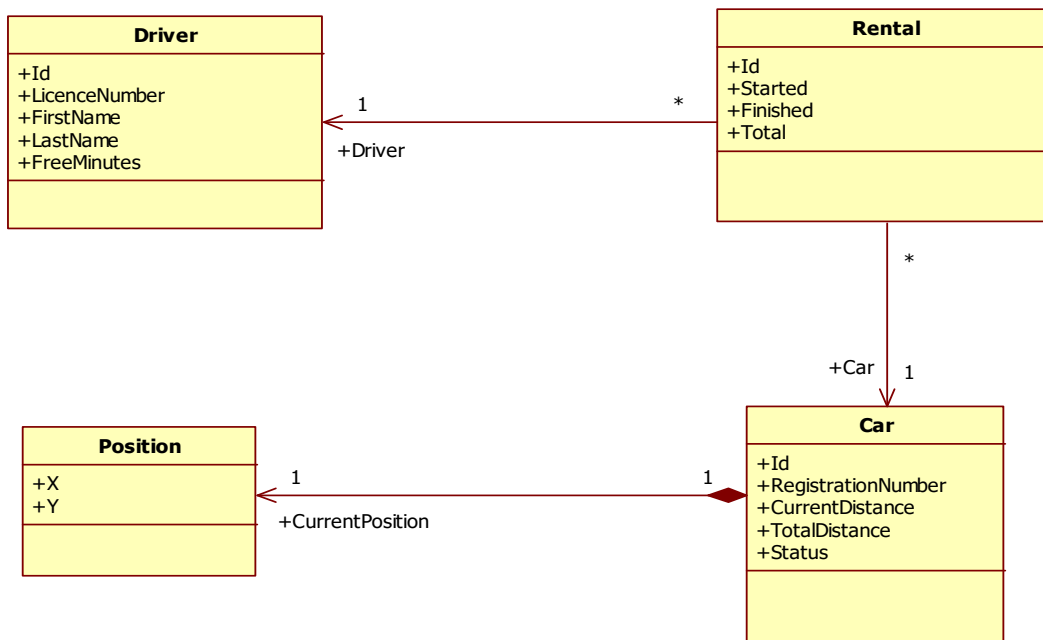 Driver
+Id
+LicenceNumber
+FirstName
+LastName
+FreeMinutes
1
*
+Driver
Rental
+Id
+Started
+Finished
+Total
*
+Car
1
Position
+X
+Y
1
1
+CurrentPosition
Car
+Id
+RegistrationNumber
+CurrentDistance
+TotalDistance
+Status